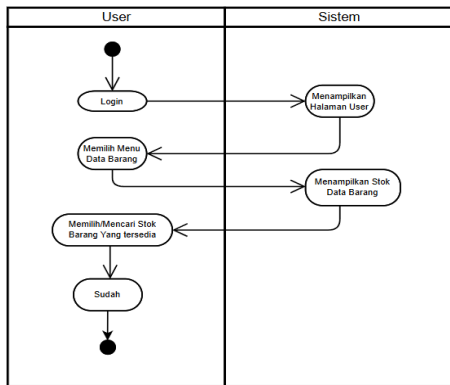 User
Sistem
Login
Menampilkan
Halaman User
Memilih Menu
Data Barang
Menampilkan Stok
Data Barang
Memilih/Mencari Stok
Barang Yang tersedia
Sudah